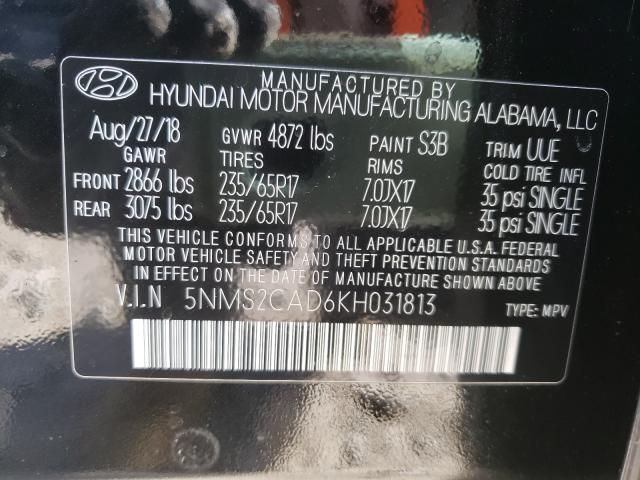 MANUFACTURED BY
HYUNDAI MOTOR MANUFACTURING ALABAMA, LLC
Aug/27/18 GVWR 4872 lbs PAINT S3B TRIM UUE
GAWR TIRES RIMS COLD TIRE INFL
FRONT 2866 lbs 235/65R17 7.0JX17 35 psi SINGLE
REAR 3075 lbs 235/65R17 7.0JX17 35 psi SINGLE
THIS VEHICLE CONFORMS TO ALL APPLICABLE U.S.A. FEDERAL
MOTOR VEHICLE SAFETY AND THEFT PREVENTION STANDARDS
IN EFFECT ON THE DATE OF MANUFACTURE SHOWN ABOVE.
V.I.N 5NMS2CAD6KH031813 TYPE: MPV